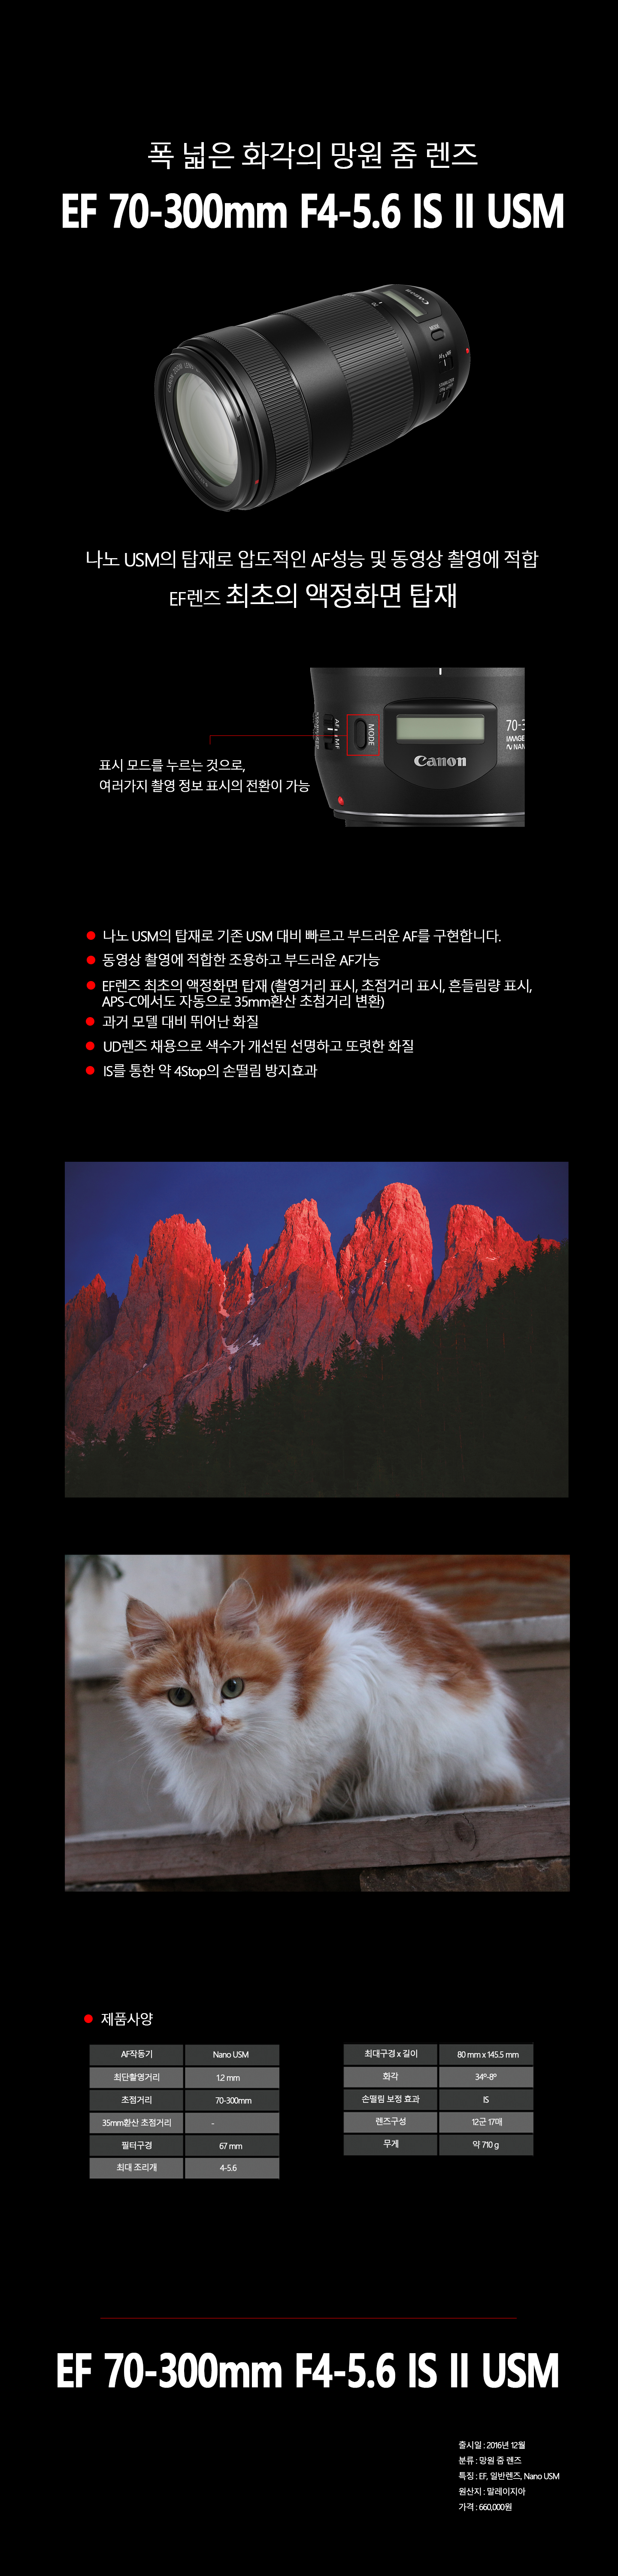 폭 넓은 화각의 망원 줌 렌즈
EF 70-300mm F4-5.6 IS II USM
Canon
MODE
나노 USM의 탑재로 압도적인 AF성능 및 동영상 촬영에 적합
EF렌즈 최초의 액정화면 탑재
MODE
70-3
IMAGE
NAN
Canon
표시 모드를 누르는 것으로,
여러가지 촬영 정보 표시의 전환이 가능
나노 USM의 탑재로 기존 USM 대비 빠르고 부드러운 AF를 구현합니다.
동영상 촬영에 적합한 조용하고 부드러운 AF가능
EF렌즈 최초의 액정화면 탑재 (촬영거리 표시, 초점거리 표시, 흔들림량 표시,
APS-C에서도 자동으로 35mm환산 초첨거리 변환)
과거 모델 대비 뛰어난 화질
UD렌즈 채용으로 색수가 개선된 선명하고 또렷한 화질
IS를 통한 약 4Stop의 손떨림 방지효과
제품사양
AF작동기 Nano USM
최단촬영거리 1.2 mm
초점거리 70-300mm
35mm환산 초점거리 -
필터구경 67 mm
최대 조리개 4-5.6
최대구경 x 길이 80 mm x 145.5 mm
화각 34º-8º
손떨림 보정 효과 IS
렌즈구성 12군 17매
무게 약 710 g
EF 70-300mm F4-5.6 IS II USM
출시일 : 2016년 12월
분류 : 망원 줌 렌즈
특징 : EF, 일반렌즈, Nano USM
원산지 : 말레이지아
가격 : 660,000원